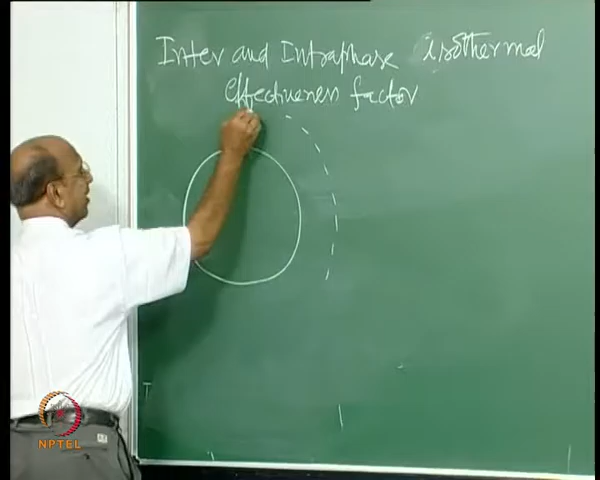 Inter and Intraphase isothermal
effectiveness factor
NPTEL